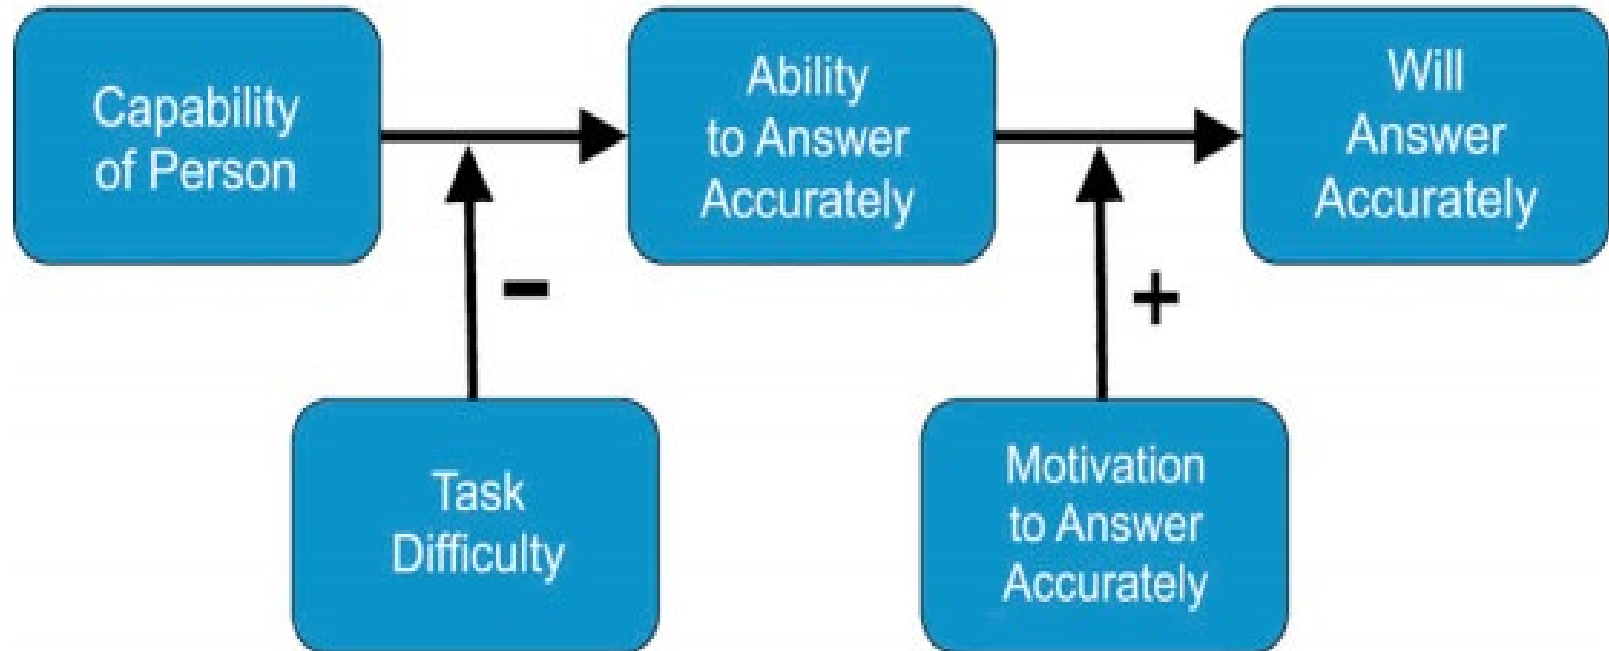 Capability
of Person
Ability
to Answer
Accurately
Will
Answer
Accurately
-
+
Task
Difficulty
Motivation
to Answer
Accurately